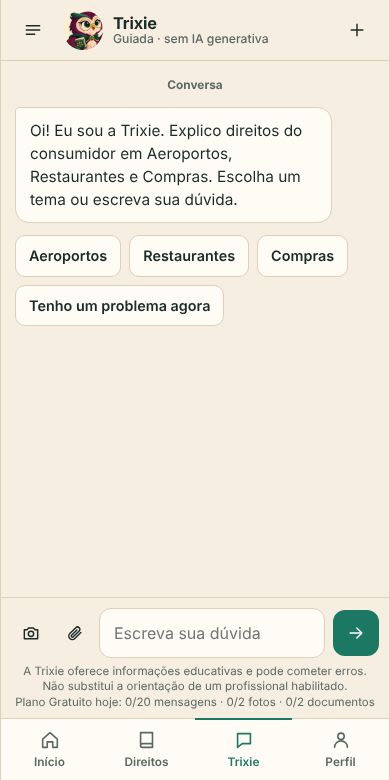 Trixie
Guiada · sem IA generativa
Conversa
Oi! Eu sou a Trixie. Explico direitos do
consumidor em Aeroportos,
Restaurantes e Compras. Escolha um
tema ou escreva sua dúvida.
Aeroportos
Restaurantes
Compras
Tenho um problema agora
Escreva sua dúvida
A Trixie oferece informações educativas e pode cometer erros.
Não substitui a orientação de um profissional habilitado.
Plano Gratuito hoje: 0/20 mensagens · 0/2 fotos · 0/2 documentos
Início
Direitos
Trixie
Perfil